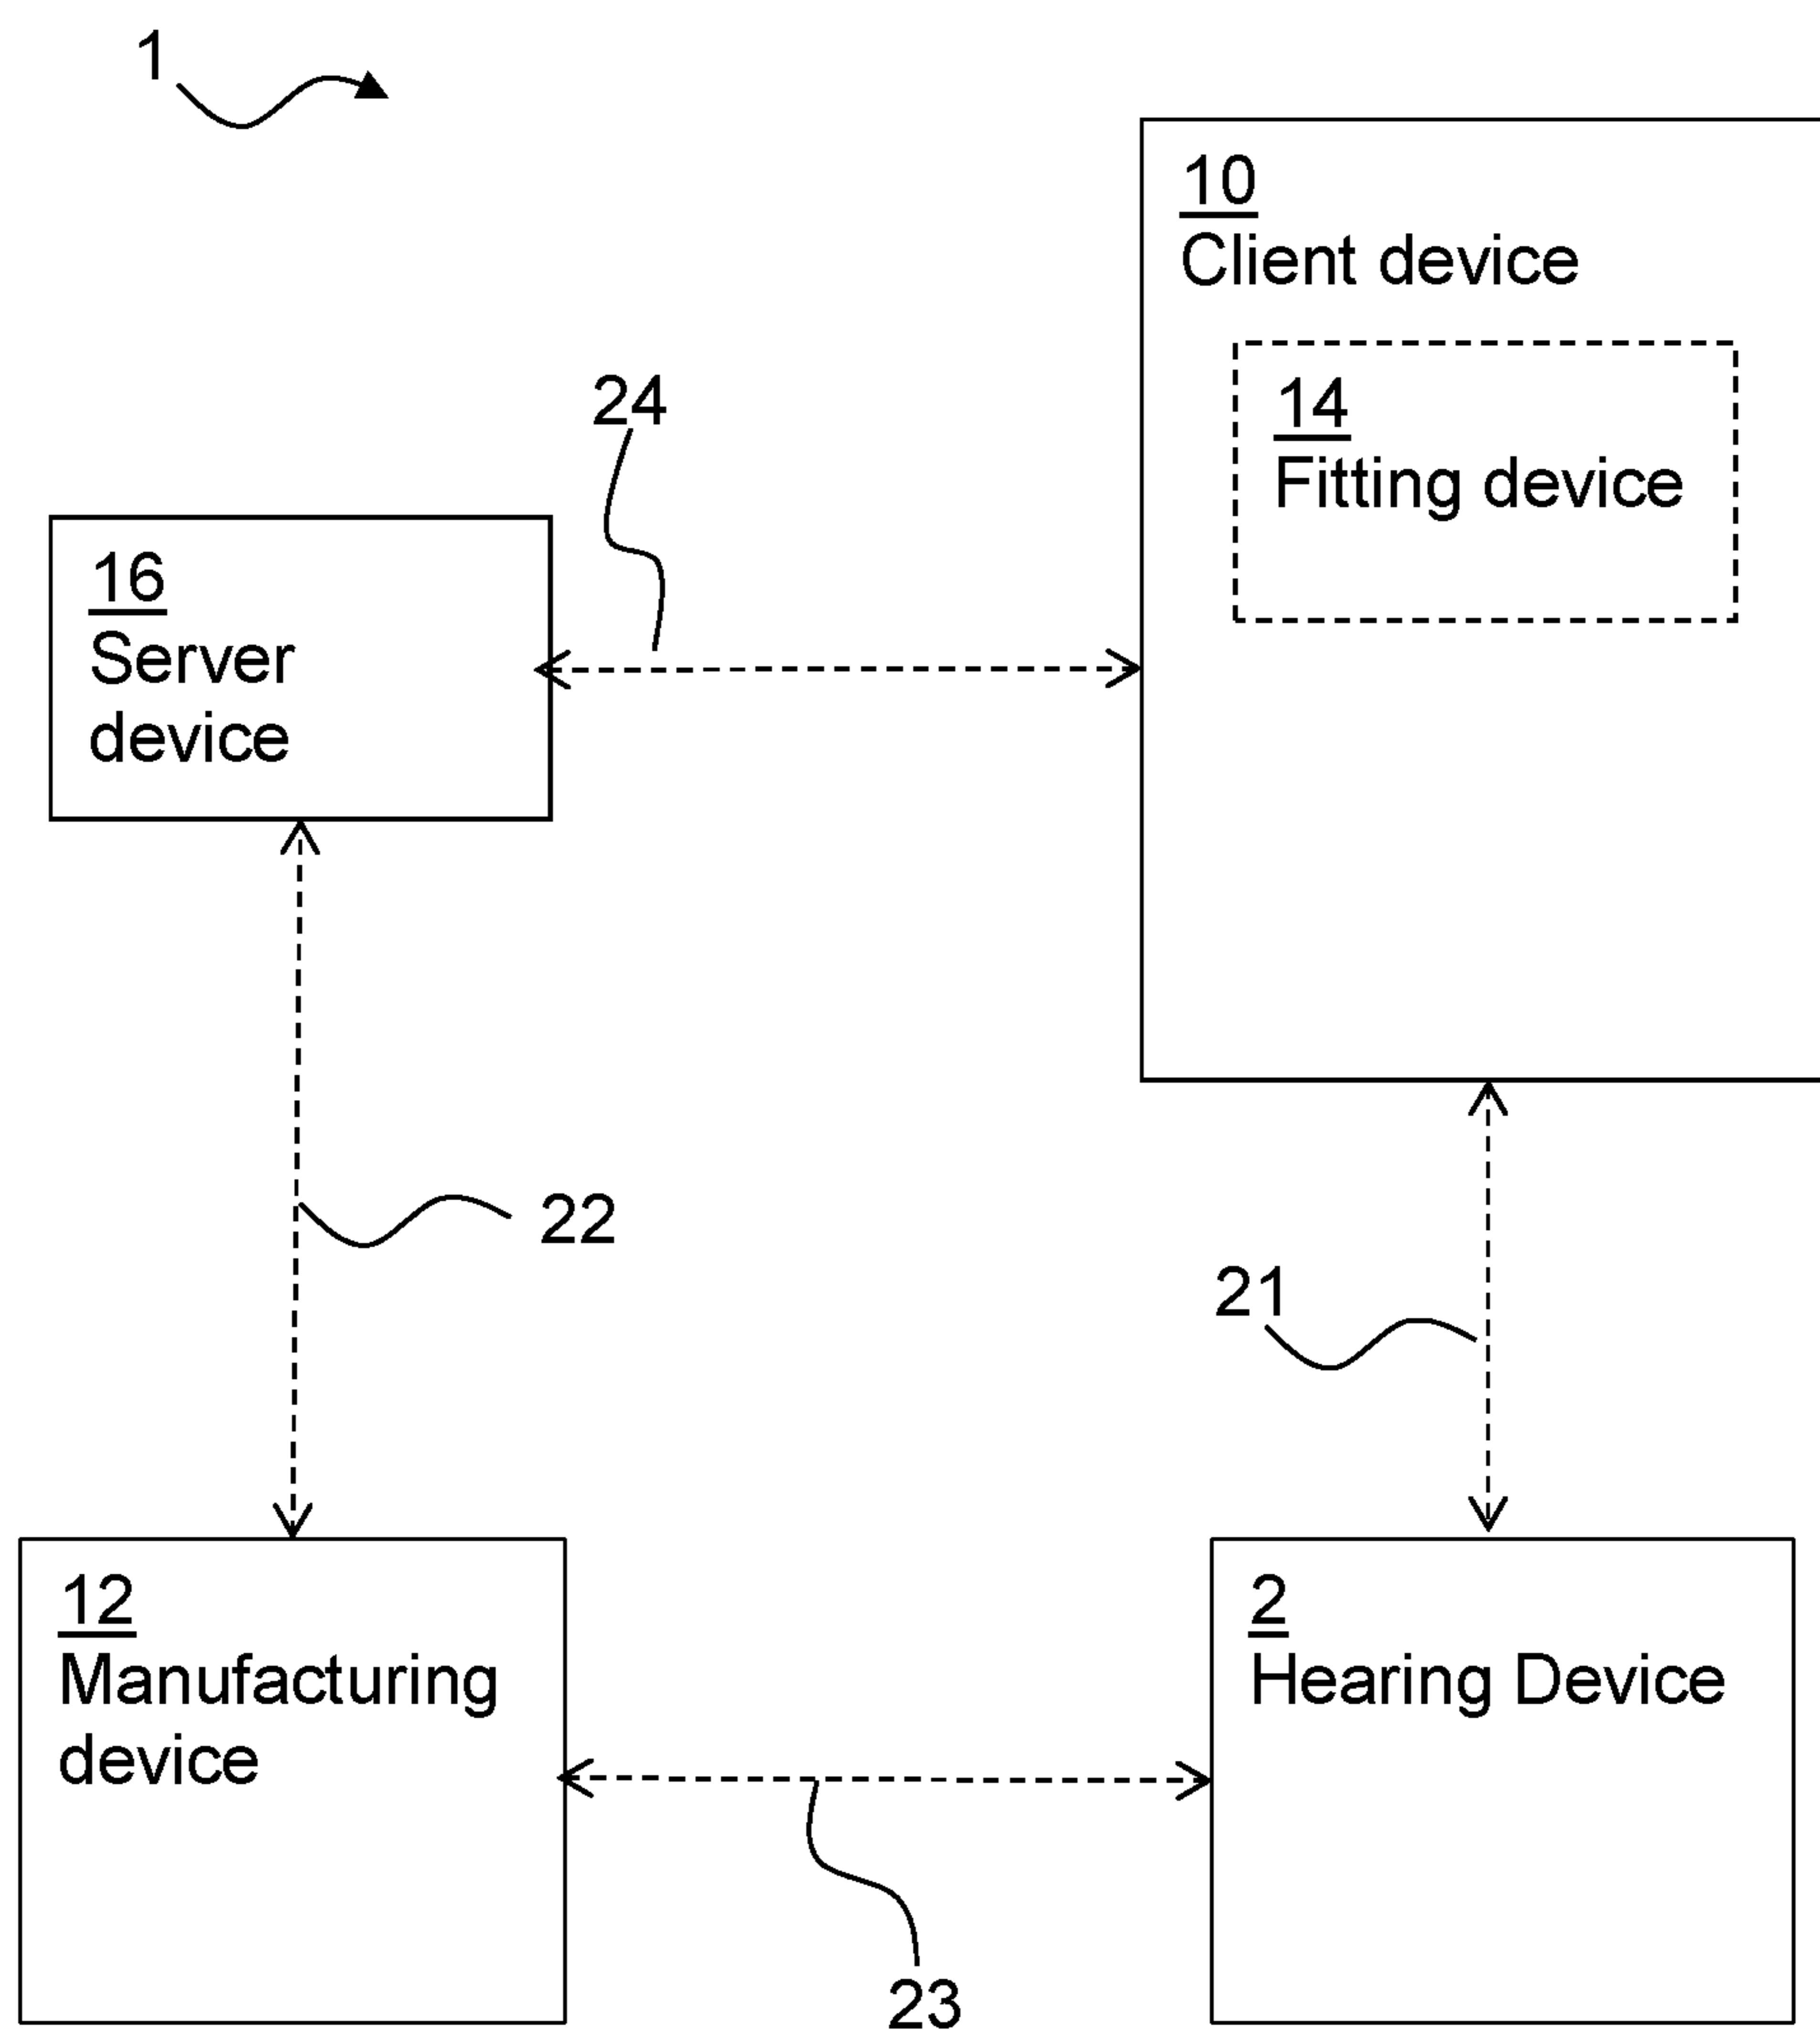 1
10
Client device
14
Fitting device
24
16
Server
device
22
21
12
Manufacturing
device
2
Hearing Device
23